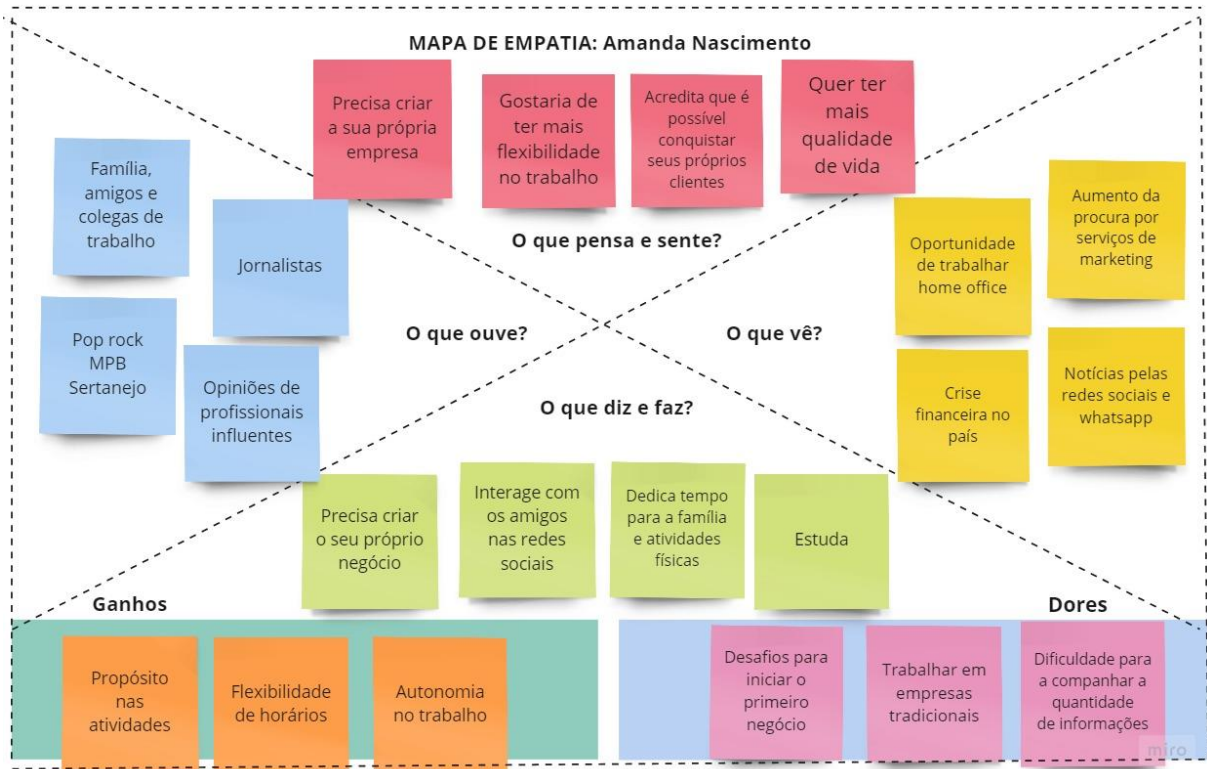 MAPA DE EMPATIA: Amanda Nascimento
Precisa criar
a sua própria
empresa
Gostaria de
ter mais
flexibilidade
no trabalho
Acredita que é
possível
conquistar
seus próprios
clientes
Quer ter
mais
qualidade
de vida
O que pensa e sente?
Família,
amigos e
colegas de
trabalho
Jornalistas
Pop rock
MPB
Sertanejo
Opiniões de
profissionais
influentes
O que ouve?
O que vê?
Oportunidade
de trabalhar
home office
Aumento da
procura por
serviços de
marketing
Crise
financeira no
país
Notícias pelas
redes sociais e
whatsapp
O que diz e faz?
Precisa criar
o seu próprio
negócio
Interage com
os amigos
nas redes
sociais
Dedica tempo
para a família
e atividades
físicas
Estuda
Ganhos
Propósito
nas
atividades
Flexibilidade
de horários
Autonomia
no trabalho
Dores
Desafios para
iniciar o
primeiro
negócio
Trabalhar em
empresas
tradicionais
Dificuldade para
a companhar a
quantidade
de informações
miro